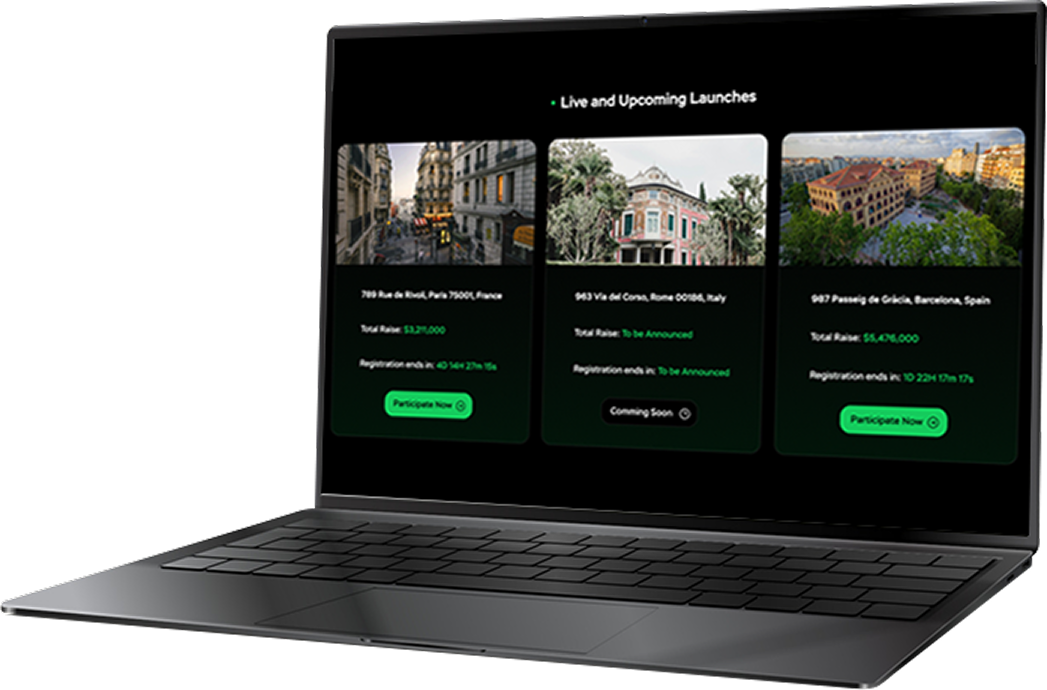 Live and Upcoming Launches
789 Rue de Rivoli, Paris 75001, France
Total Raise: $3,211,000
Registration ends in: 4D 14H 27m 15s
Participate Now
963 Via del Corso, Rome 00186, Italy
Total Raise: To be Announced
Registration ends in: To be Announced
Comming Soon
987 Passeig de Gràcia, Barcelona, Spain
Total Raise: $5,476,000
Registration ends in: 1D 22H 17m 17s
Participate Now